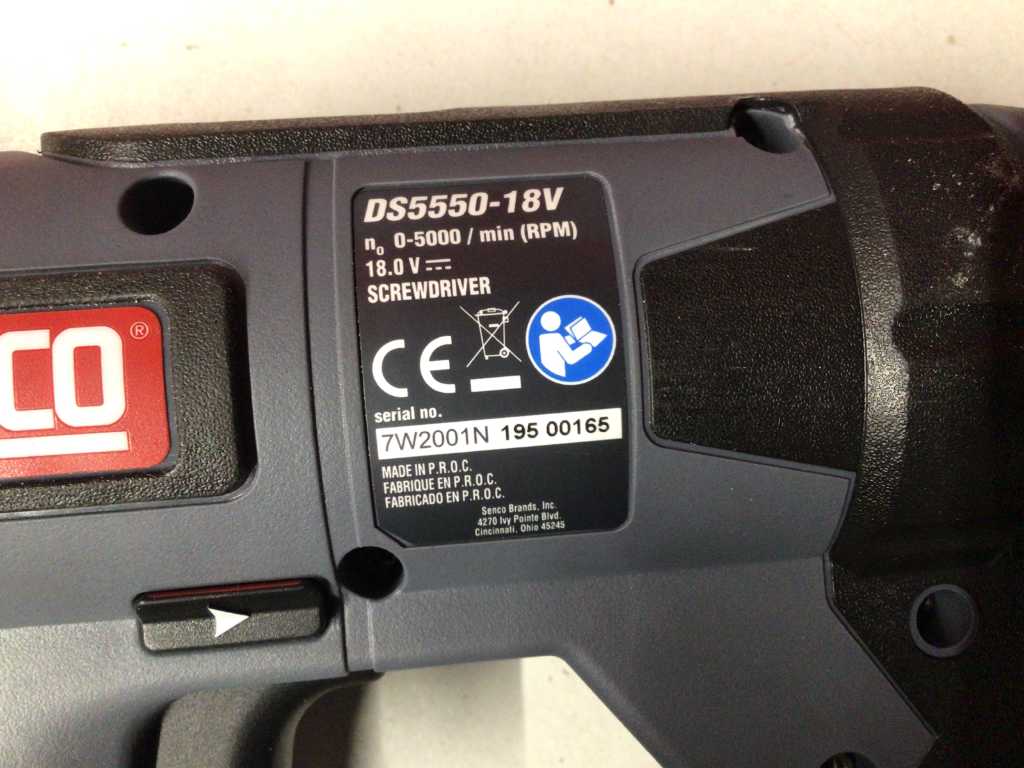 DS5550-18V
n₀ 0-5000 / min (RPM)
18.0 V ⎓
SCREWDRIVER
CO®
CE
serial no.
7W2001N 195 00165
MADE IN P.R.O.C.
FABRIQUE EN P.R.O.C.
FABRICADO EN P.R.O.C.
Senco Brands, Inc.
4270 Ivy Pointe Blvd.
Cincinnati, Ohio 45245